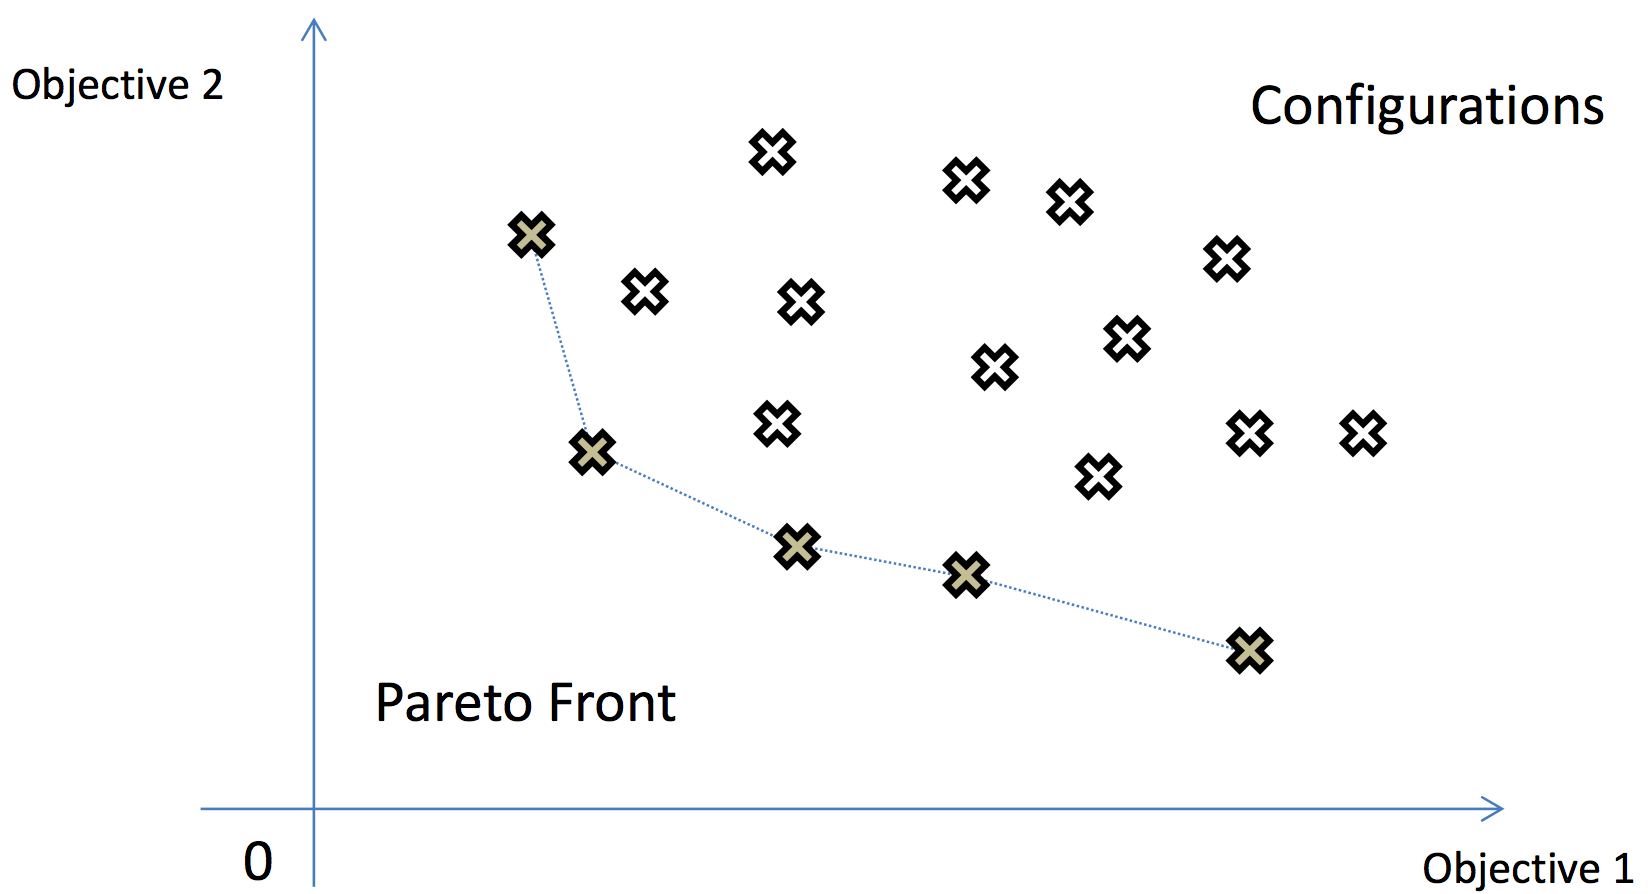 Objective 2
Configurations
Pareto Front
0
Objective 1